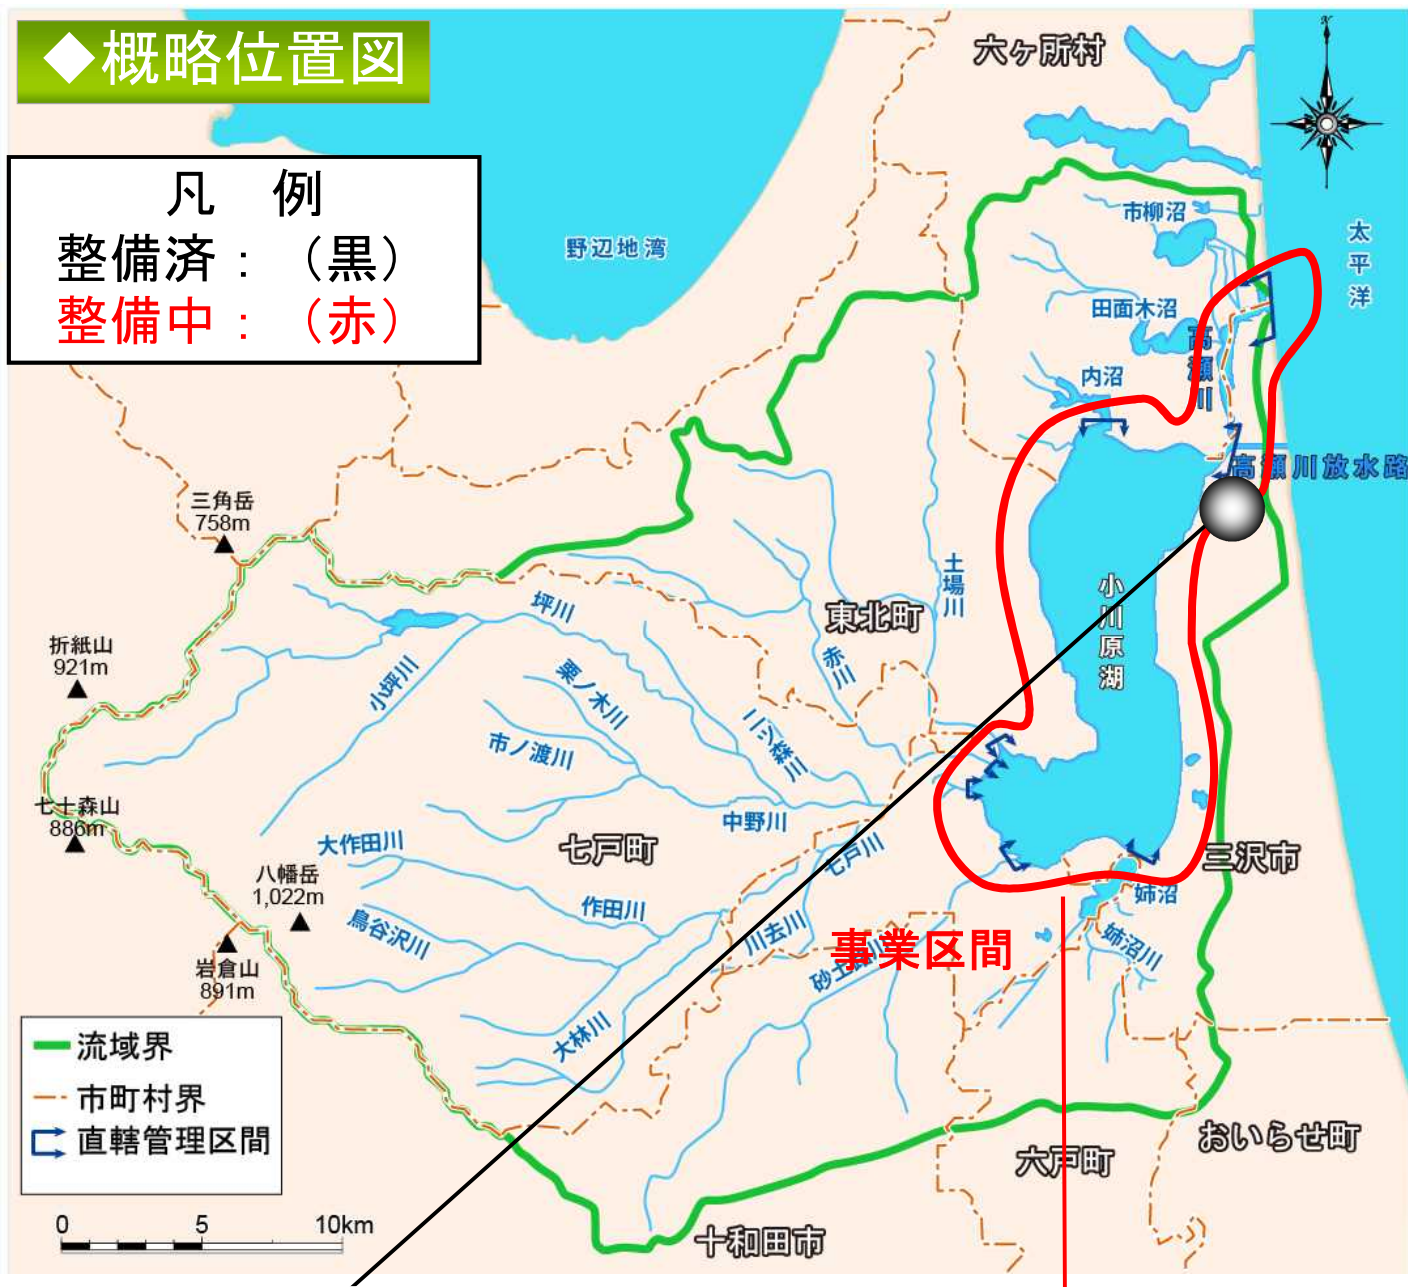 ◆概略位置図
凡 例
整備済：（黒）
整備中：（赤）
六ヶ所村
N
野辺地湾
市柳沼
太平洋
田面木沼
高瀬川
内沼
高瀬川放水路
三角岳
758m
土場川
小川原湖
坪川
東北町
折紙山
921m
小坪川
栗ノ木川
赤川
二ツ森川
市ノ渡川
七十森山
886m
中野川
大作田川
七戸町
七戸川
三沢市
八幡岳
1,022m
作田川
姉沼
鳥谷沢川
川去川
事業区間
姉沼川
岩倉山
891m
大林川
流域界
市町村界
直轄管理区間
おいらせ町
六戸町
0 5 10km
十和田市